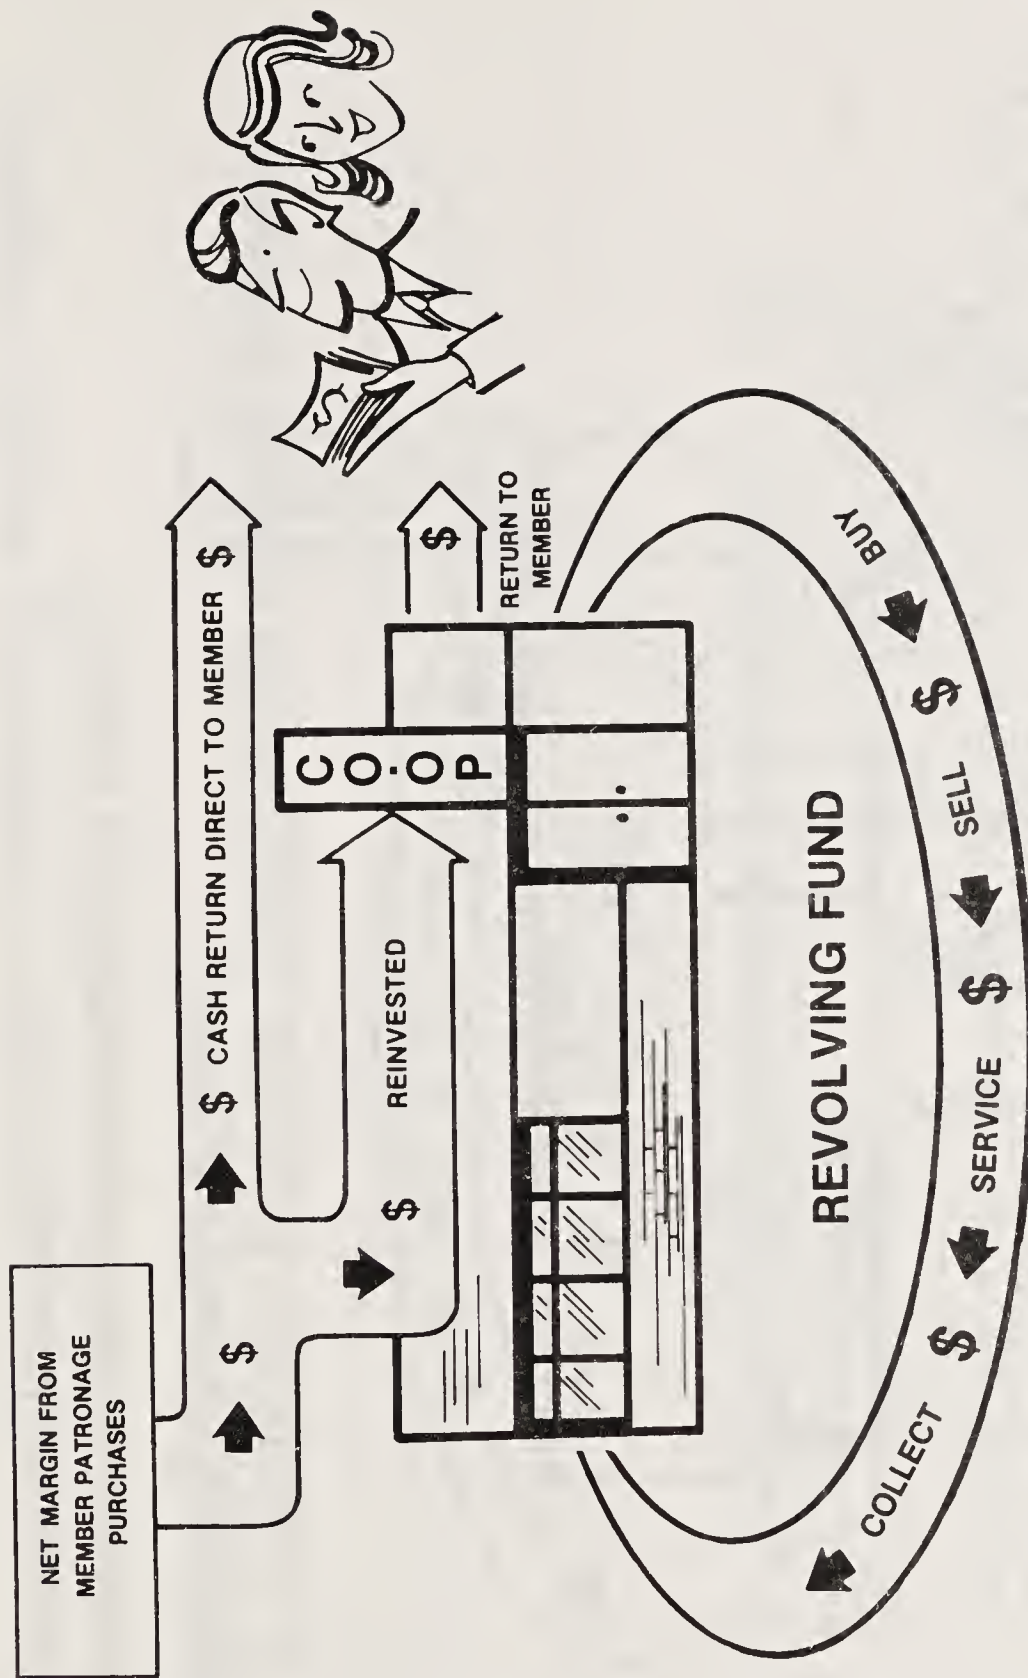 NET MARGIN FROM
MEMBER PATRONAGE
PURCHASES
$
$ CASH RETURN DIRECT TO MEMBER $
$
REINVESTED
CO·OP
$
RETURN TO
MEMBER
$
REVOLVING FUND
BUY
$
SELL
$
SERVICE
$
COLLECT